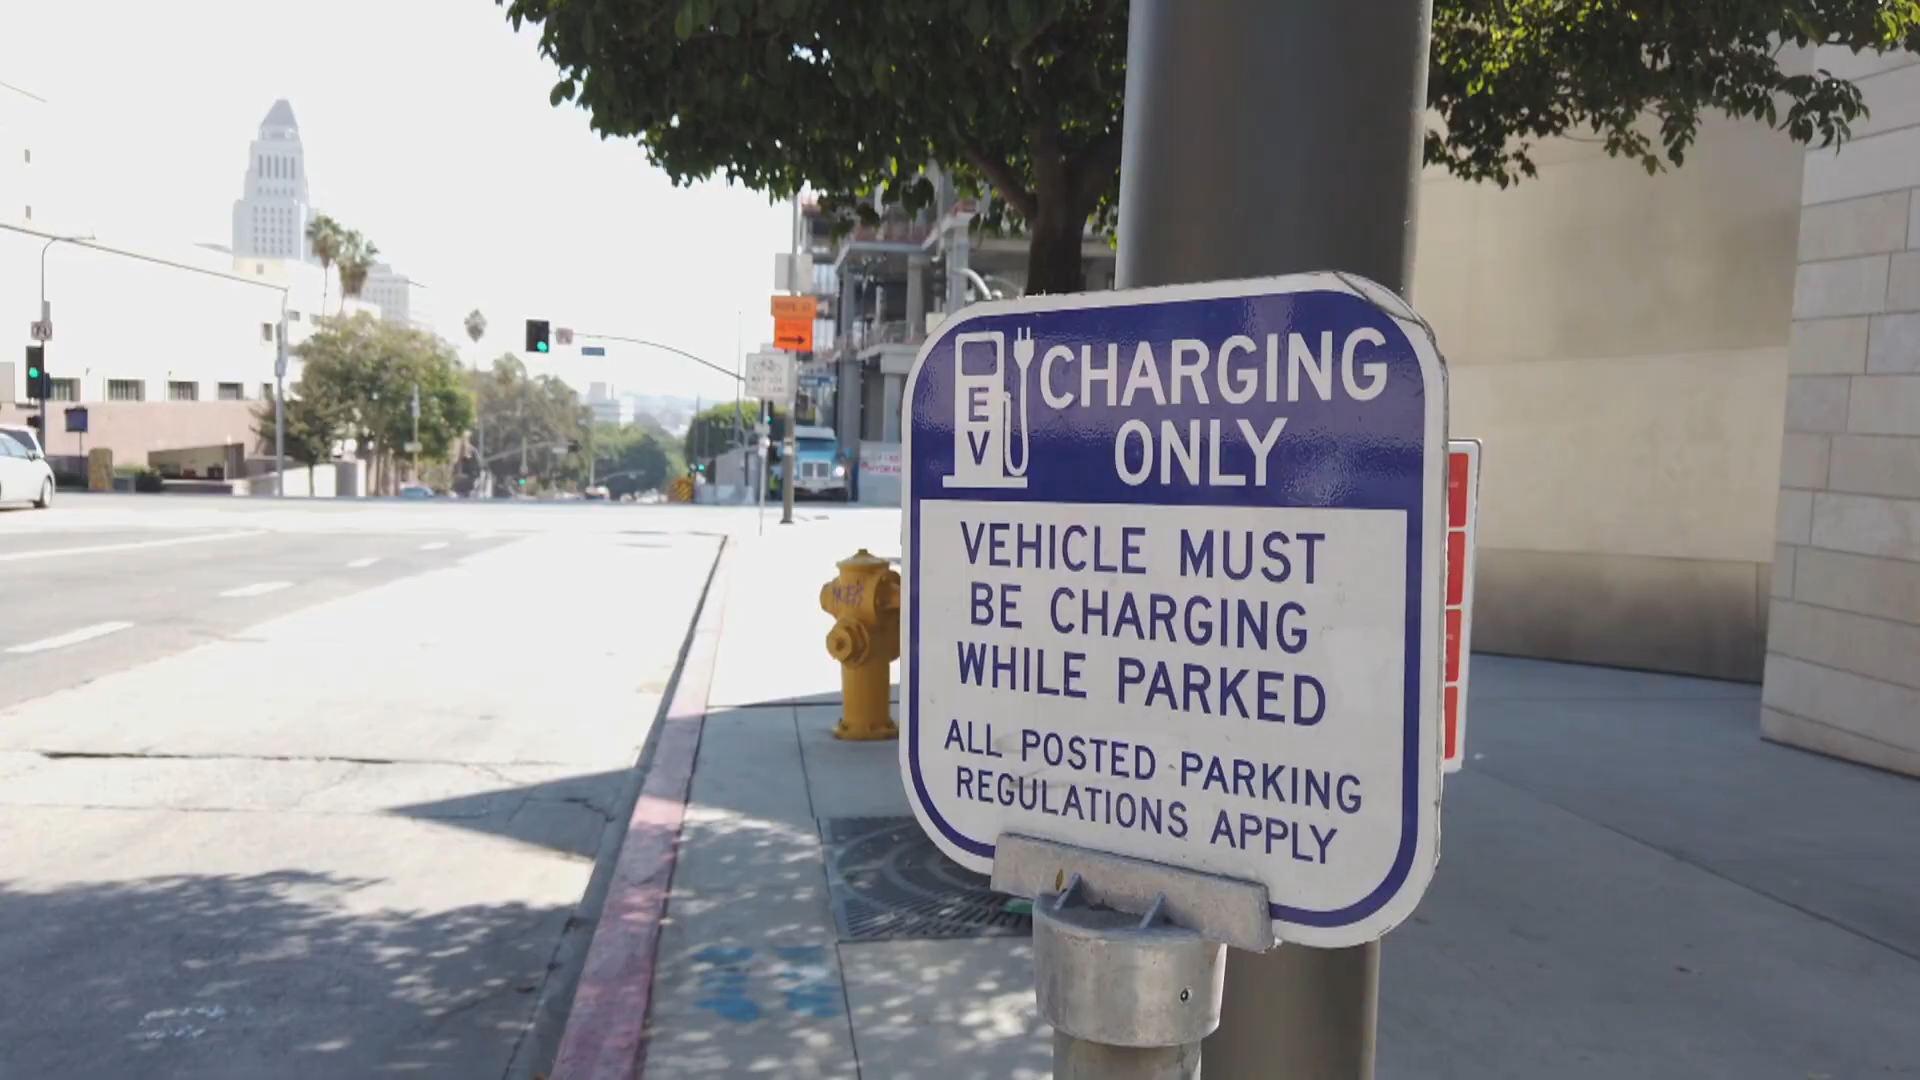 EV CHARGING
ONLY
VEHICLE MUST
BE CHARGING
WHILE PARKED
ALL POSTED PARKING
REGULATIONS APPLY